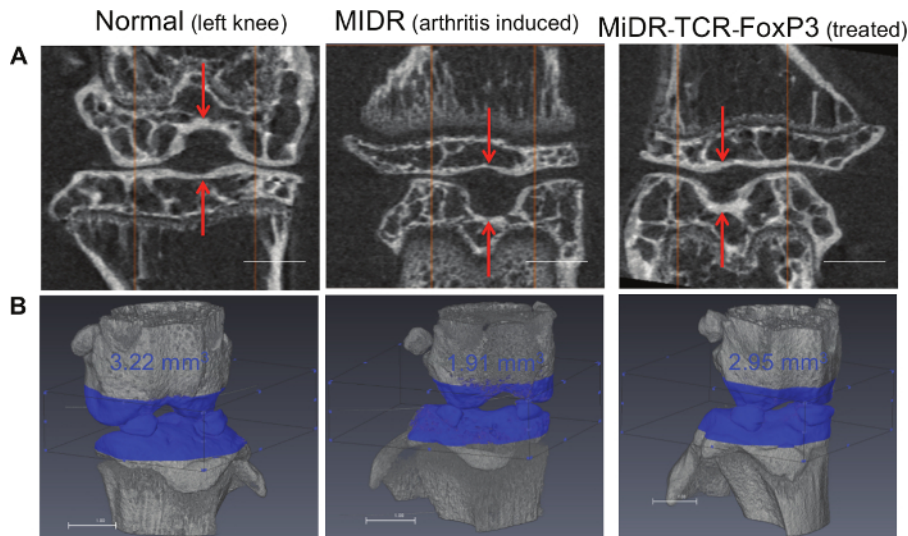 Normal (left knee)
MIDR (arthritis induced)
MiDR-TCR-FoxP3 (treated)
A
B
3.22 mm³
1.91 mm³
2.95 mm³